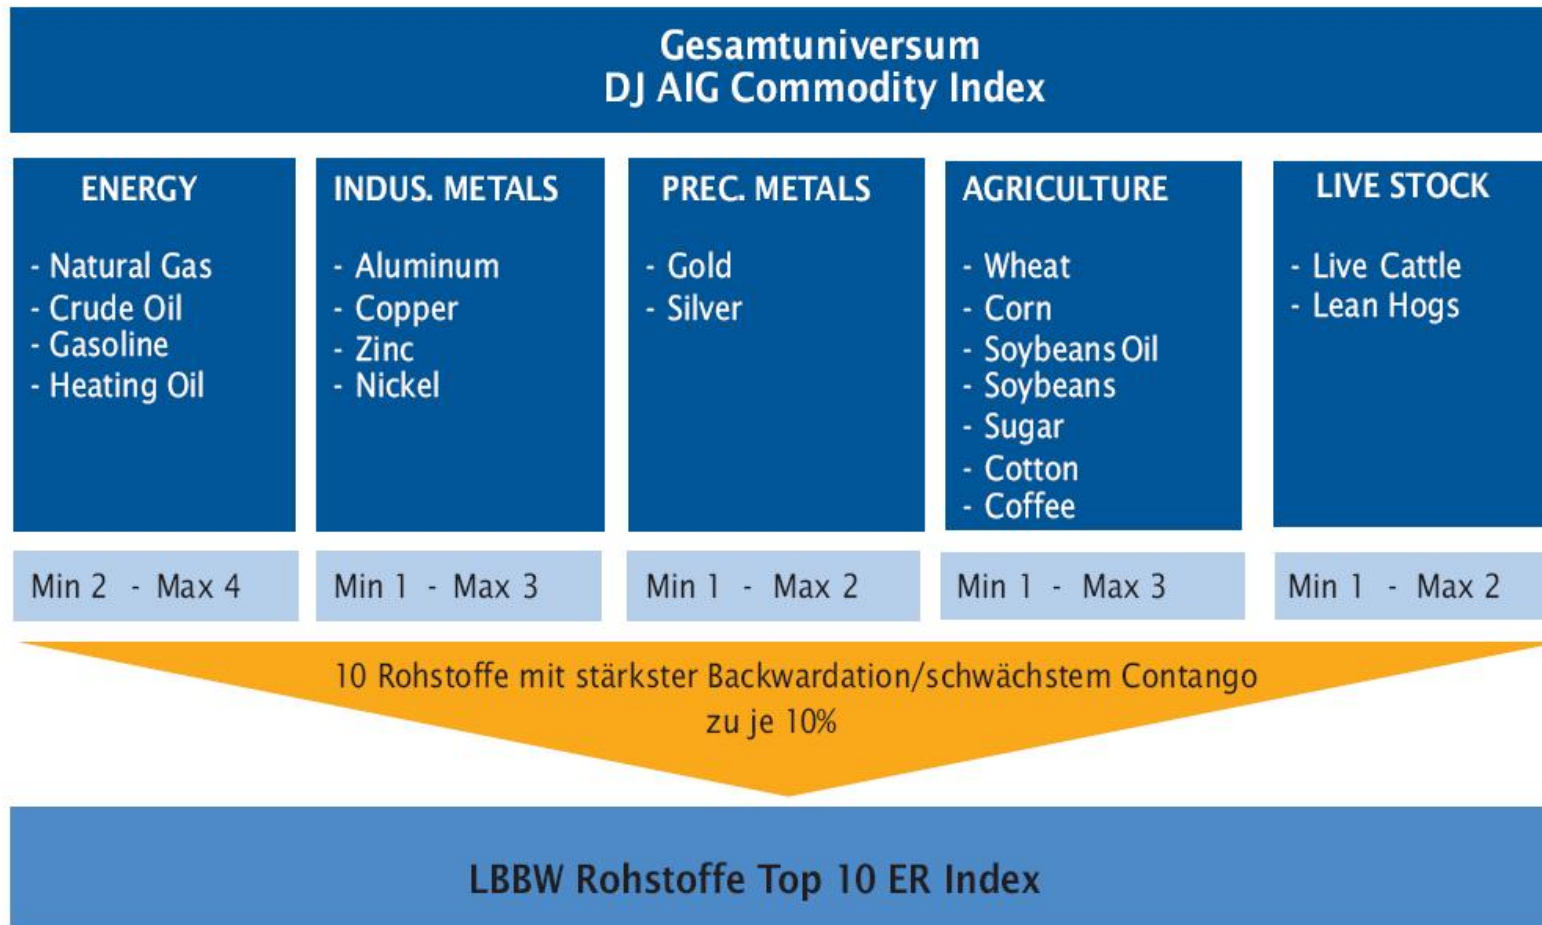 Gesamtuniversum
DJ AIG Commodity Index
ENERGY
- Natural Gas
- Crude Oil
- Gasoline
- Heating Oil
Min 2 - Max 4
INDUS. METALS
- Aluminum
- Copper
- Zinc
- Nickel
Min 1 - Max 3
PREC. METALS
- Gold
- Silver
Min 1 - Max 2
AGRICULTURE
- Wheat
- Corn
- Soybeans Oil
- Soybeans
- Sugar
- Cotton
- Coffee
Min 1 - Max 3
LIVE STOCK
- Live Cattle
- Lean Hogs
Min 1 - Max 2
10 Rohstoffe mit stärkster Backwardation/schwächstem Contango
zu je 10%
LBBW Rohstoffe Top 10 ER Index